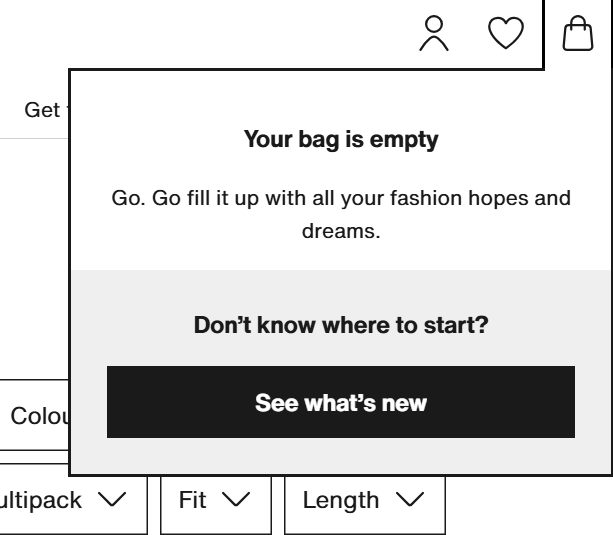 Get
Your bag is empty
Go. Go fill it up with all your fashion hopes and
dreams.
Don’t know where to start?
See what’s new
Colou
ultipack
Fit
Length